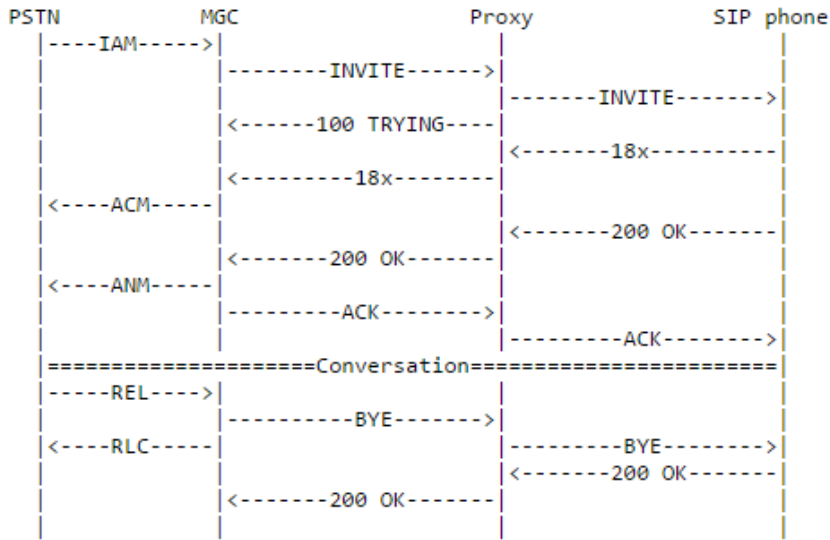 PSTN MGC Proxy SIP phone
|----IAM----->| | |
| |--------INVITE------>| |
| | |-------INVITE------->|
| |<------100 TRYING----| |
| | |<-------18x----------|
| |<---------18x--------| |
|<----ACM-----| | |
| | |<-------200 OK-------|
| |<-------200 OK-------| |
|<----ANM-----| | |
| |---------ACK-------->| |
| | |---------ACK-------->|
|=====================Conversation========================|
|-----REL---->| | |
| |----------BYE------->| |
|<----RLC-----| |---------BYE-------->|
| | |<-------200 OK-------|
| |<-------200 OK-------| |
| | | |